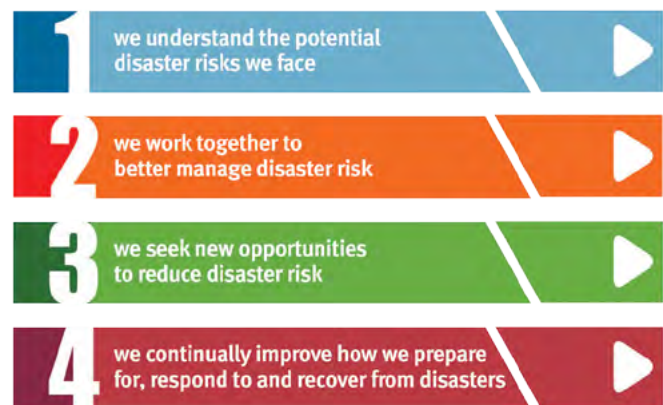 1
we understand the potential
disaster risks we face
2
we work together to
better manage disaster risk
3
we seek new opportunities
to reduce disaster risk
4
we continually improve how we prepare
for, respond to and recover from disasters